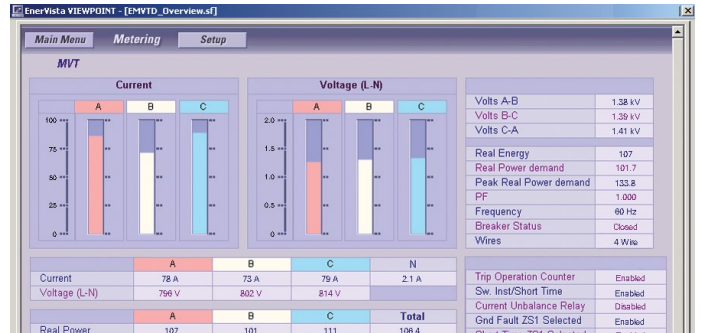 EnerVista VIEWPOINT - [EMVTD_Overview.sf]
Main Menu Metering Setup
MVT
Current
A B C
100
75
50
25
0
Voltage (L-N)
A B C
2.0
1.5
1.0
0.5
0
Volts A-B 1.38 kV
Volts B-C 1.39 kV
Volts C-A 1.41 kV
Real Energy 107
Real Power demand 101.7
Peak Real Power demand 133.8
PF 1.000
Frequency 60 Hz
Breaker Status Closed
Wires 4 Wire
A B C N
Current 78 A 73 A 79 A 2.1 A
Voltage (L-N) 796 V 802 V 814 V
A B C Total
Real Power 107 101 111 106.4
Trip Operation Counter Enabled
Sw. Inst/Short Time Enabled
Current Unbalance Relay Disabled
Gnd Fault ZS1 Selected Enabled